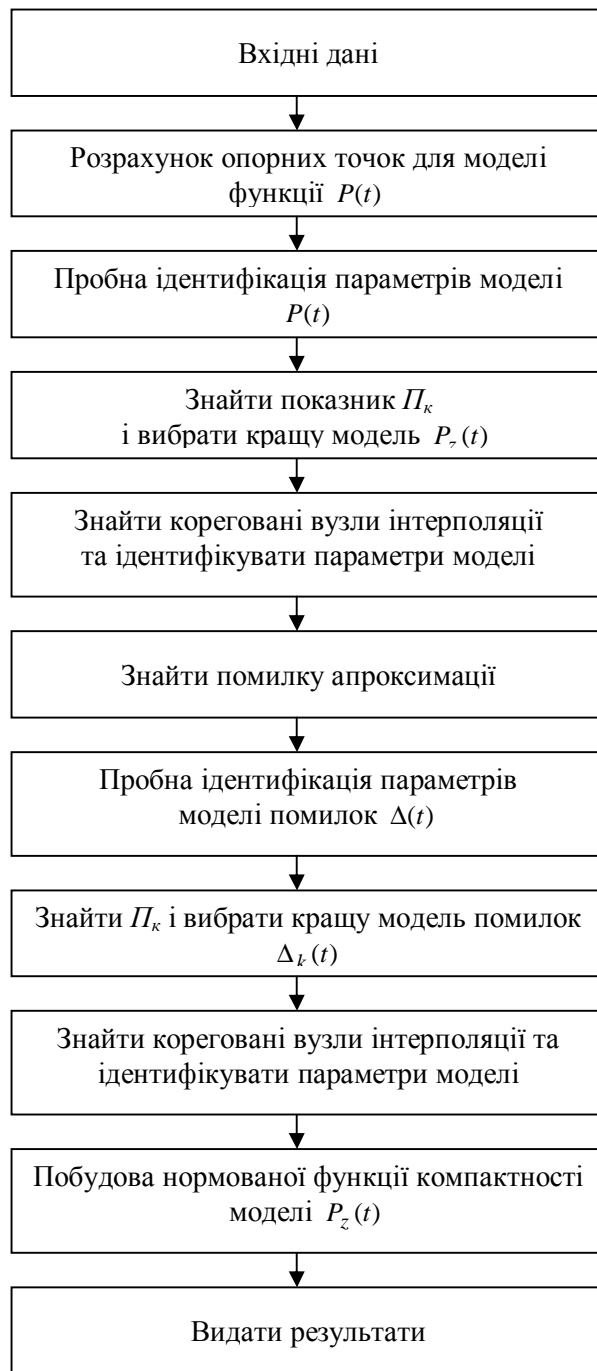 Вхідні дані
Розрахунок опорних точок для моделі
функції P(t)
Пробна ідентифікація параметрів моделі
P(t)
Знайти показник Пк
і вибрати кращу модель Pz(t)
Знайти кореговані вузли інтерполяції
та ідентифікувати параметри моделі
Знайти помилку апроксимації
Пробна ідентифікація параметрів
моделі помилок Δ(t)
Знайти Пк і вибрати кращу модель помилок
Δk(t)
Знайти кореговані вузли інтерполяції та
ідентифікувати параметри моделі
Побудова нормованої функції компактності
моделі Pz(t)
Видати результати